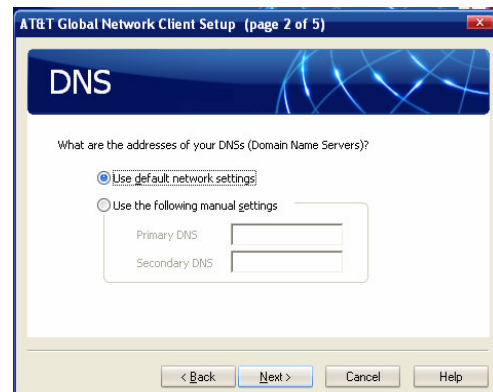 AT&T Global Network Client Setup (page 2 of 5)
DNS
What are the addresses of your DNSs (Domain Name Servers)?
Use default network settings
Use the following manual settings
Primary DNS
Secondary DNS
< Back Next > Cancel Help